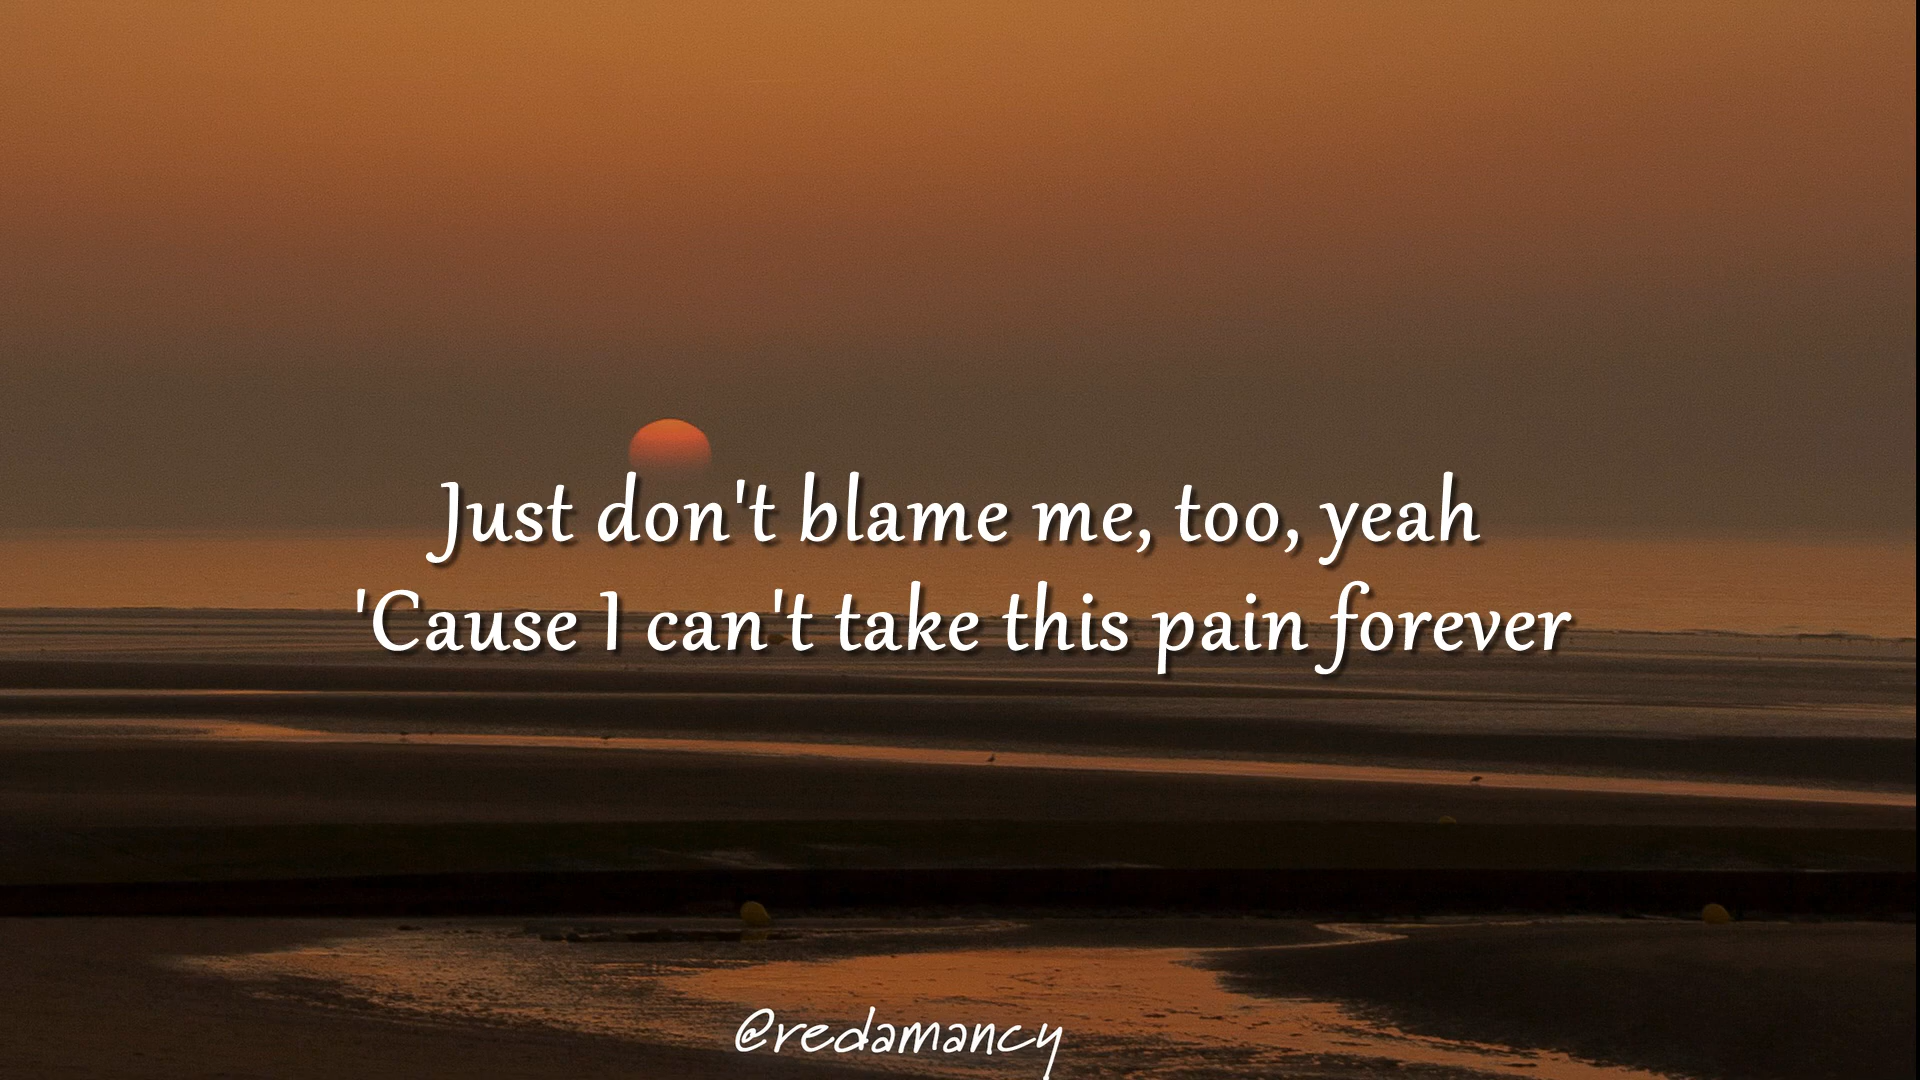 Just don't blame me, too, yeah
'Cause I can't take this pain forever
@redamancy